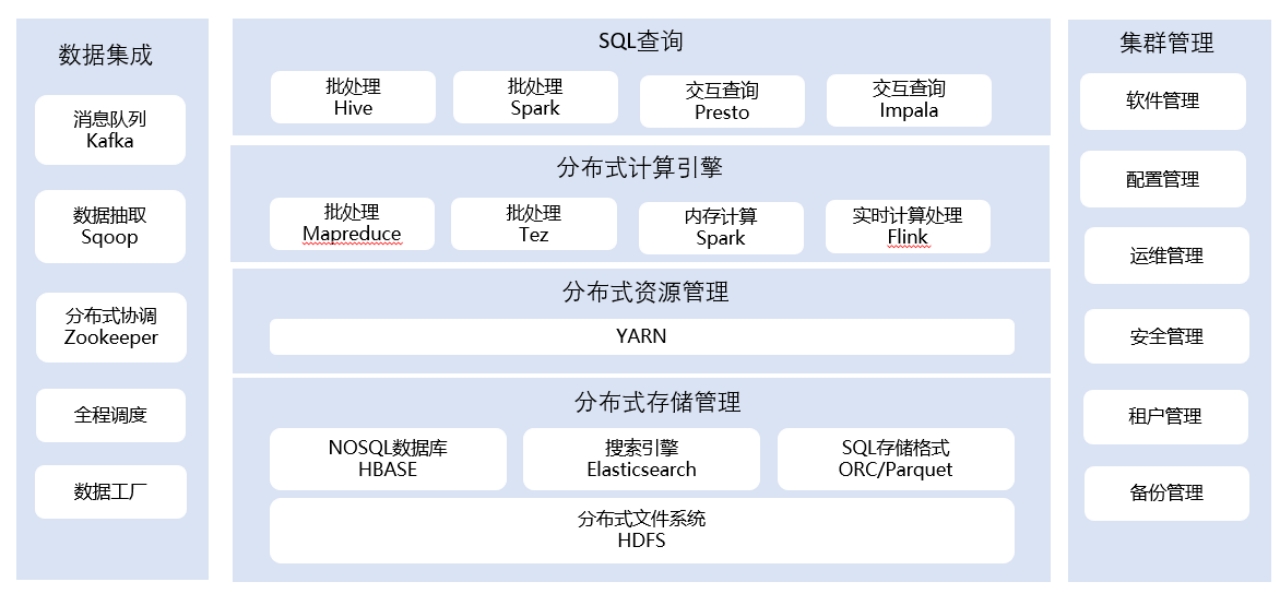 数据集成
消息队列
Kafka
数据抽取
Sqoop
分布式协调
Zookeeper
全程调度
数据工厂
SQL查询
批处理
Hive
批处理
Spark
交互查询
Presto
交互查询
Impala
分布式计算引擎
批处理
Mapreduce
批处理
Tez
内存计算
Spark
实时计算处理
Flink
分布式资源管理
YARN
分布式存储管理
NOSQL数据库
HBASE
搜索引擎
Elasticsearch
SQL存储格式
ORC/Parquet
分布式文件系统
HDFS
集群管理
软件管理
配置管理
运维管理
安全管理
租户管理
备份管理